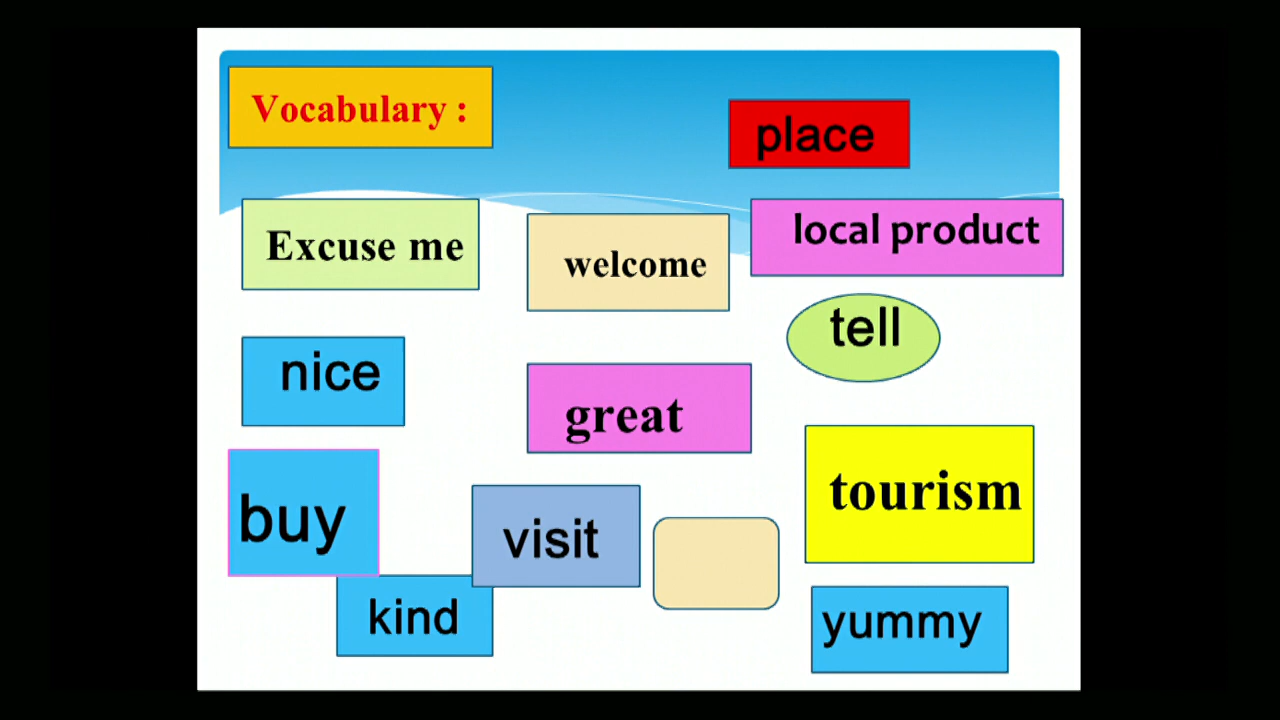 Vocabulary :
place
Excuse me
welcome
local product
nice
great
tell
buy
visit
tourism
kind
yummy